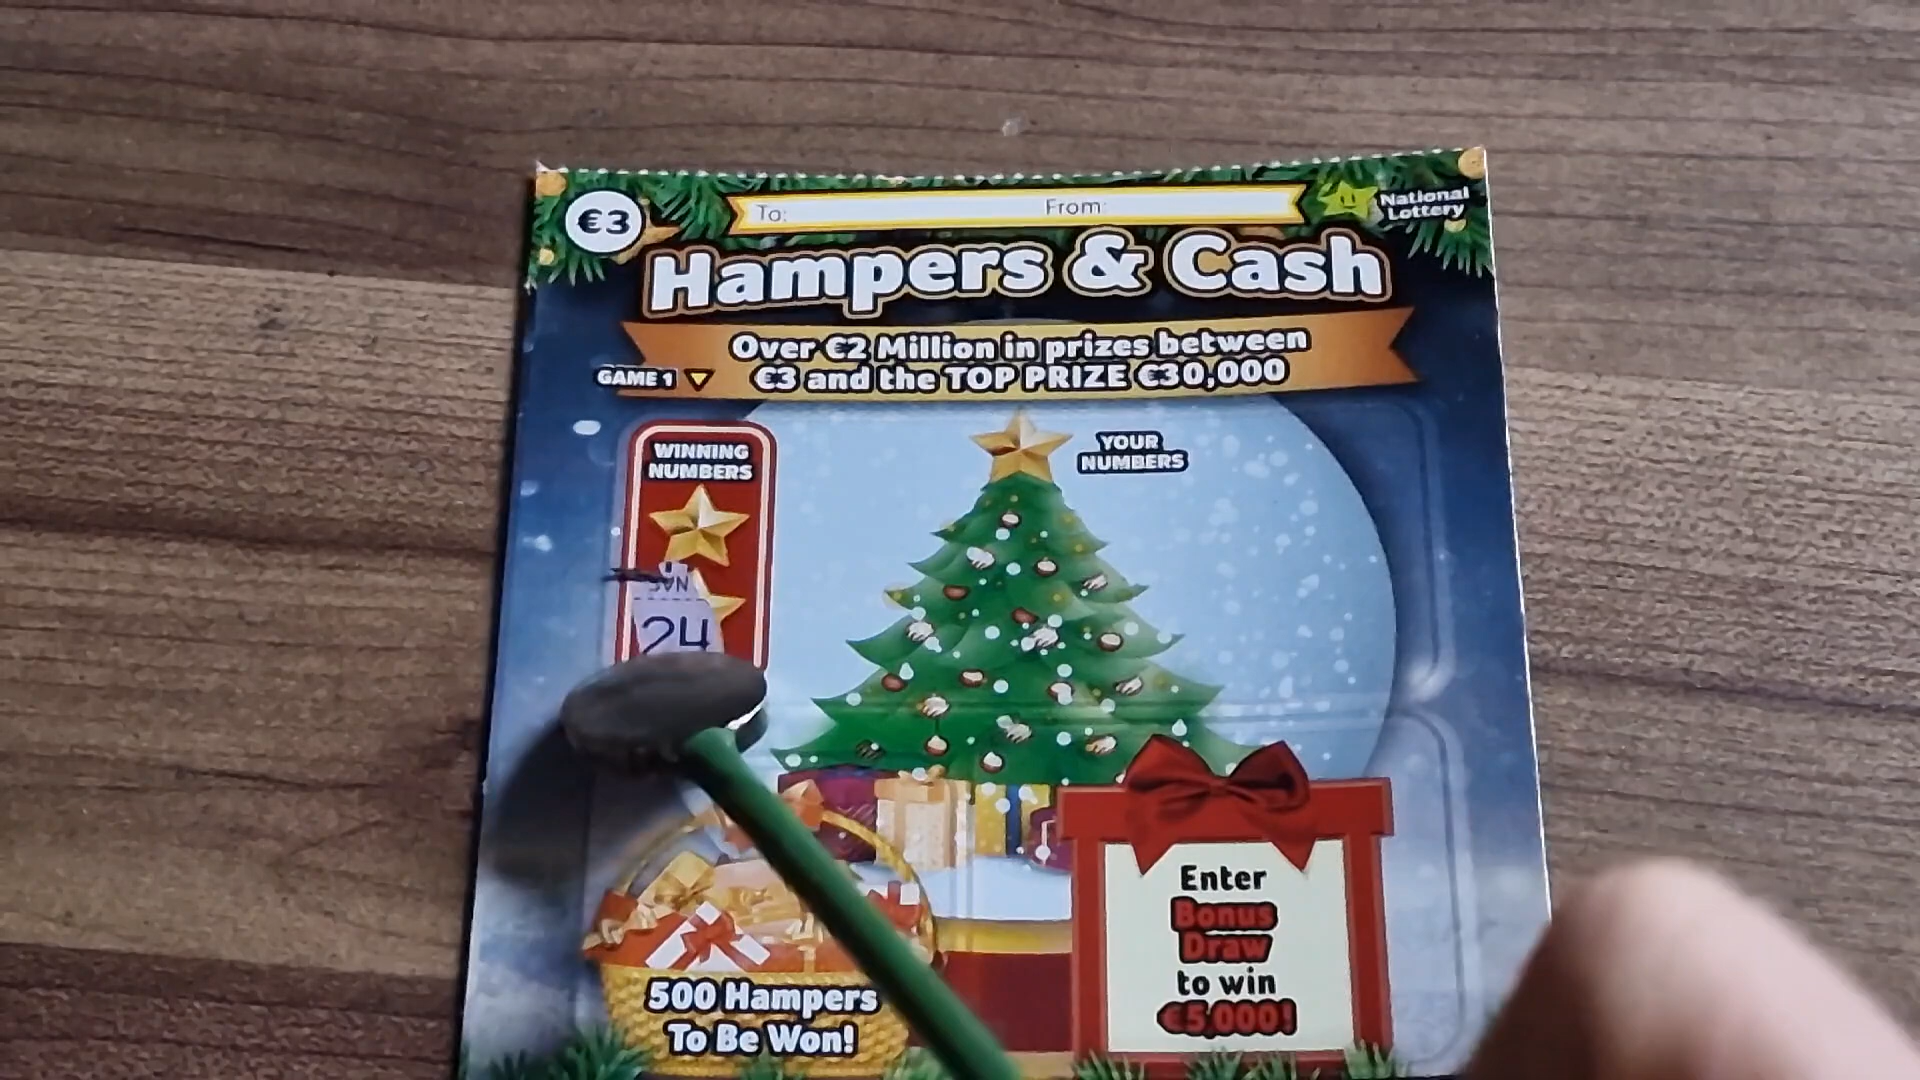 €3
To: From:
National
Lottery
Hampers & Cash
Over €2 Million in prizes between
€3 and the TOP PRIZE €30,000
GAME 1
WINNING
NUMBERS
YOUR
NUMBERS
24
Enter
Bonus
Draw
to win
€5,000!
500 Hampers
To Be Won!